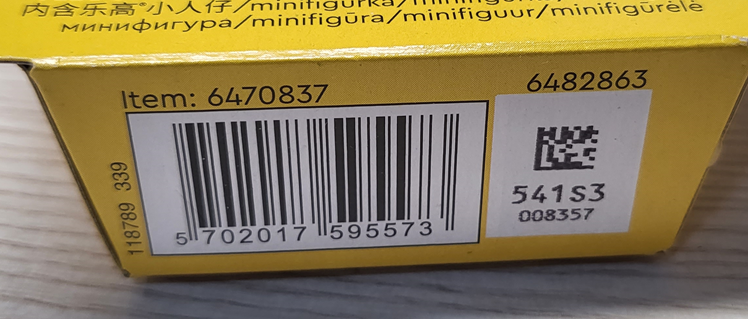 内含乐高®小人仔/minifigurka/minifigūrėlė
минифигура/minifigūra/minifiguur/minifigūrėlė
Item: 6470837
6482863
118789 339
541S3
008357
5 702017 595573